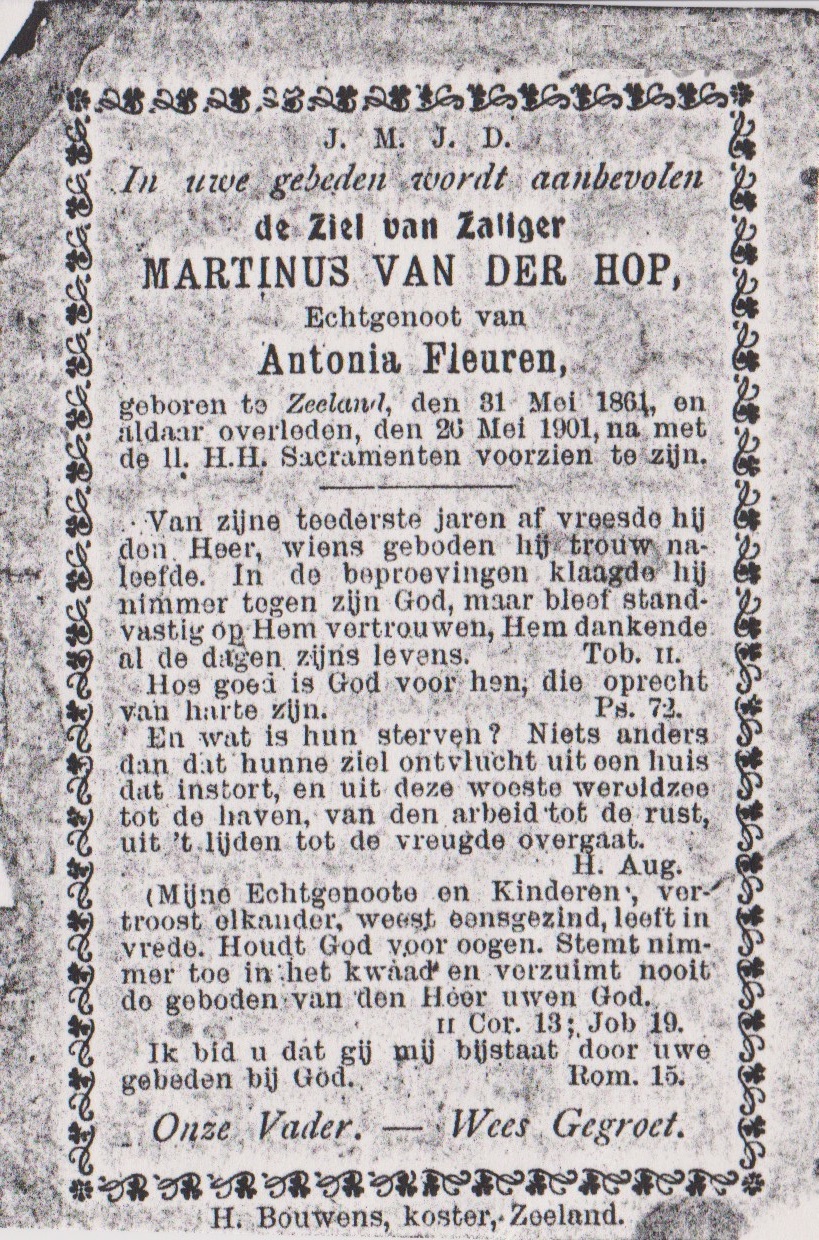 J. M. J. D.
In uwe gebeden wordt aanbevolen
de Ziel van Zaliger
MARTINUS VAN DER HOP,
Echtgenoot van
Antonia Fleuren,
geboren te Zeeland, den 31 Mei 1861, en
aldaar overleden, den 26 Mei 1901, na met
de ll. H.H. Sacramenten voorzien te zijn.
Van zijne teederste jaren af vreesde hij
den Heer, wiens geboden hij trouw na-
leefde. In de beproevingen klaagde hij
nimmer tegen zijn God, maar bleef stand-
vastig op Hem vertrouwen, Hem dankende
al de dagen zijns levens. Tob. II.
Hoe goed is God voor hen, die oprecht
van harte zijn. Ps. 72.
En wat is hun sterven? Niets anders
dan dat hunne ziel ontvlucht uit een huis
dat instort, en uit deze woeste wereldzee
tot de haven, van den arbeid tot de rust,
uit 't lijden tot de vreugde overgaat.
H. Aug.
Mijne Echtgenoote en Kinderen, ver-
troost elkander, weest eensgezind, leeft in
vrede. Houdt God voor oogen. Stemt nim-
mer toe in het kwaad en verzuimt nooit
de geboden van den Heer uwen God.
II Cor. 13; Job 19.
Ik bid u dat gij mij bijstaat door uwe
gebeden bij God. Rom. 15.
Onze Vader. — Wees Gegroet.
H. Bouwens, koster, Zeeland.